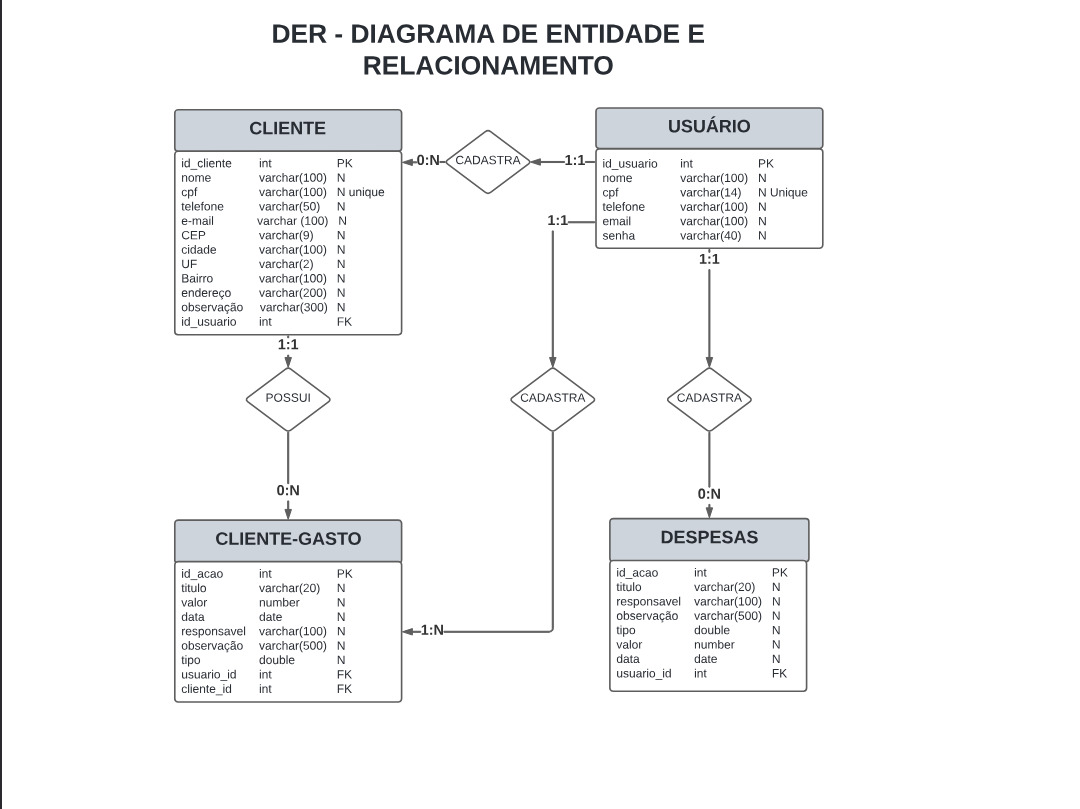 DER - DIAGRAMA DE ENTIDADE E
RELACIONAMENTO
CLIENTE
id_cliente int PK
nome varchar(100) N
cpf varchar(100) N unique
telefone varchar(50) N
e-mail varchar (100) N
CEP varchar(9) N
cidade varchar(100) N
UF varchar(2) N
Bairro varchar(100) N
endereço varchar(200) N
observação varchar(300) N
id_usuario int FK
0:N
CADASTRA
1:1
USUÁRIO
id_usuario int PK
nome varchar(100) N
cpf varchar(14) N Unique
telefone varchar(100) N
email varchar(100) N
senha varchar(40) N
1:1
1:1
1:1
POSSUI
CADASTRA
CADASTRA
0:N
0:N
CLIENTE-GASTO
id_acao int PK
titulo varchar(20) N
valor number N
data date N
responsavel varchar(100) N
observação varchar(500) N
tipo double N
usuario_id int FK
cliente_id int FK
1:N
DESPESAS
id_acao int PK
titulo varchar(20) N
responsavel varchar(100) N
observação varchar(500) N
tipo double N
valor number N
data date N
usuario_id int FK